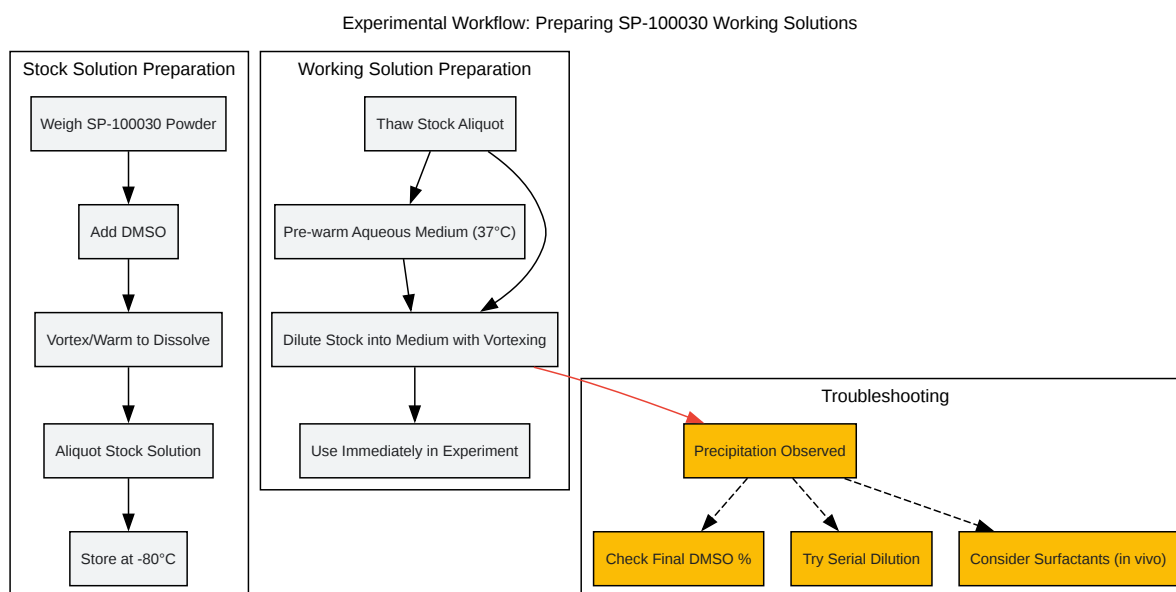 Experimental Workflow: Preparing SP-100030 Working Solutions
Stock Solution Preparation
Weigh SP-100030 Powder
Add DMSO
Vortex/Warm to Dissolve
Aliquot Stock Solution
Store at -80°C
Working Solution Preparation
Thaw Stock Aliquot
Pre-warm Aqueous Medium (37°C)
Dilute Stock into Medium with Vortexing
Use Immediately in Experiment
Troubleshooting
Precipitation Observed
Check Final DMSO %
Try Serial Dilution
Consider Surfactants (in vivo)